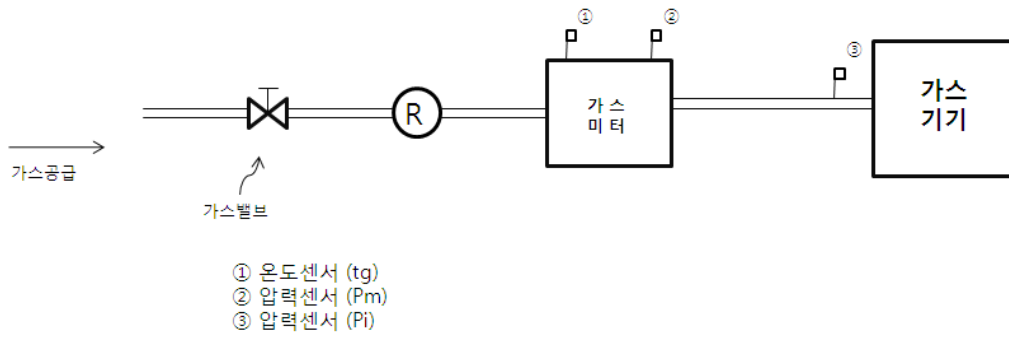 ① ②
③
R
가 스
미 터
가스
기기
가스공급
가스밸브
① 온도센서 (tg)
② 압력센서 (Pm)
③ 압력센서 (Pi)